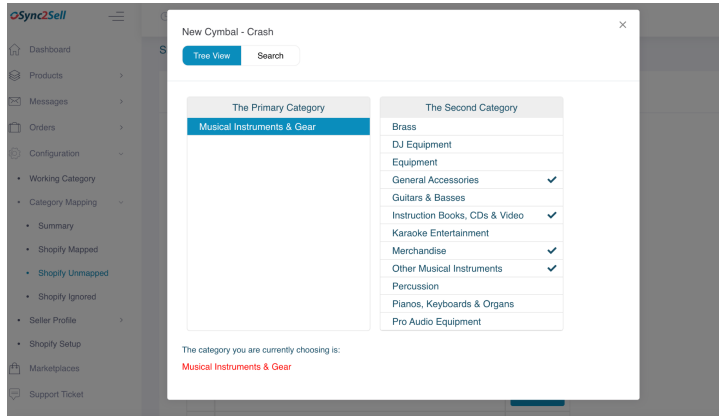 Sync2Sell
Dashboard
Products
Messages
Orders
Configuration
Working Category
Category Mapping
Summary
Shopify Mapped
Shopify Unmapped
Shopify Ignored
Seller Profile
Shopify Setup
Marketplaces
Support Ticket
S
New Cymbal - Crash
Tree View Search
The Primary Category
Musical Instruments & Gear
The Second Category
Brass
DJ Equipment
Equipment
General Accessories
Guitars & Basses
Instruction Books, CDs & Video
Karaoke Entertainment
Merchandise
Other Musical Instruments
Percussion
Pianos, Keyboards & Organs
Pro Audio Equipment
The category you are currently choosing is:
Musical Instruments & Gear